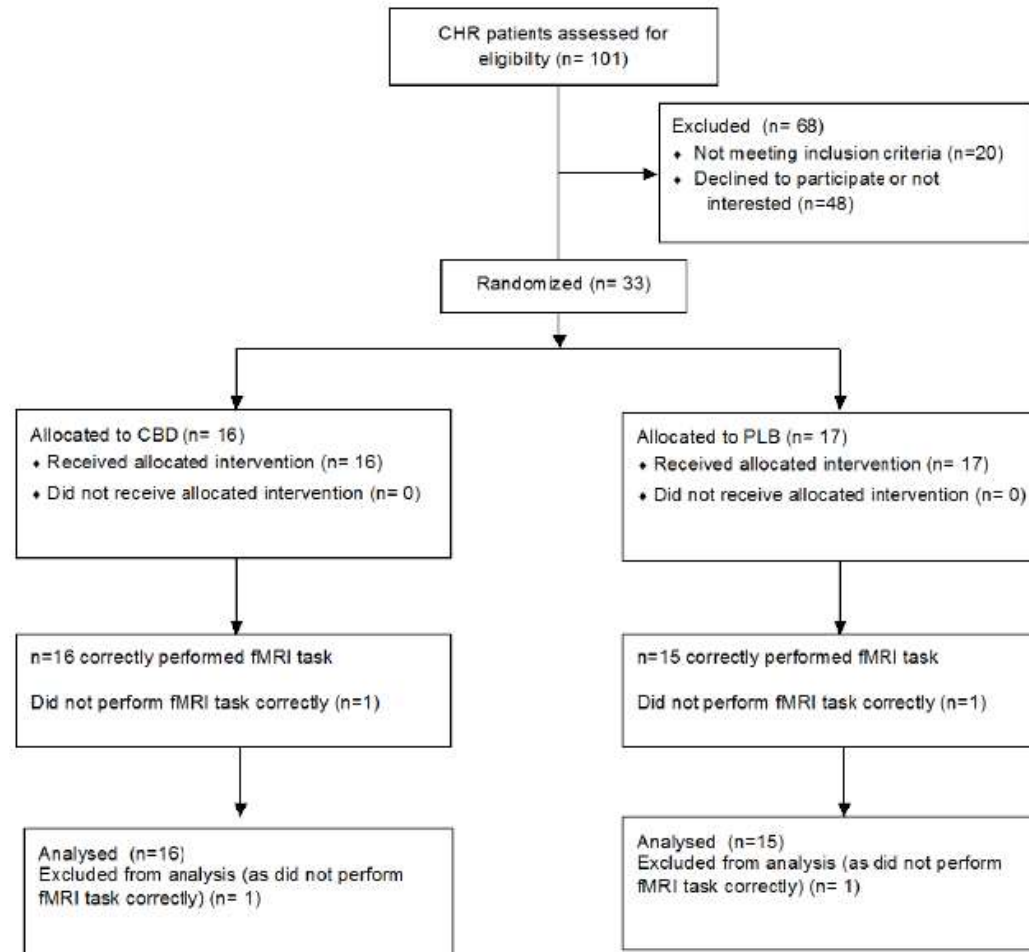 CHR patients assessed for
eligibilty (n= 101)
Excluded (n= 68)
♦ Not meeting inclusion criteria (n=20)
♦ Declined to participate or not
interested (n=48)
Randomized (n= 33)
Allocated to CBD (n= 16)
♦ Received allocated intervention (n= 16)
♦ Did not receive allocated intervention (n= 0)
Allocated to PLB (n= 17)
♦ Received allocated intervention (n= 17)
♦ Did not receive allocated intervention (n= 0)
n=16 correctly performed fMRI task
Did not perform fMRI task correctly (n=1)
n=15 correctly performed fMRI task
Did not perform fMRI task correctly (n=1)
Analysed (n=16)
Excluded from analysis (as did not perform
fMRI task correctly) (n= 1)
Analysed (n=15)
Excluded from analysis (as did not perform
fMRI task correctly) (n= 1)